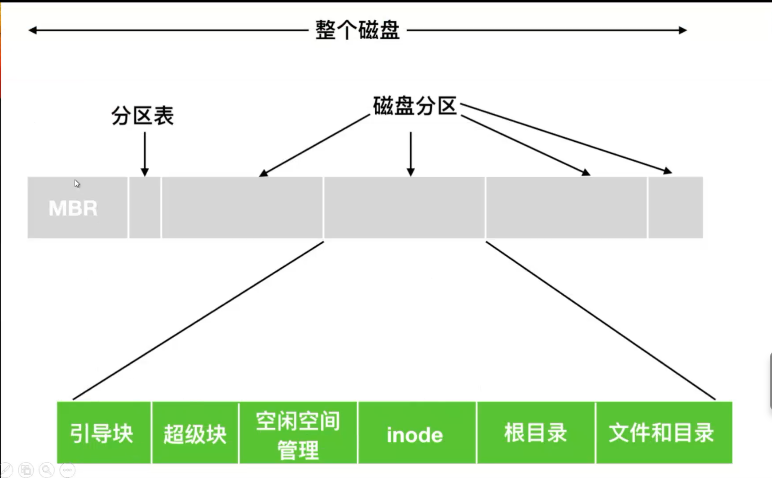 整个磁盘
分区表
磁盘分区
MBR
引导块
超级块
空闲空间
管理
inode
根目录
文件和目录